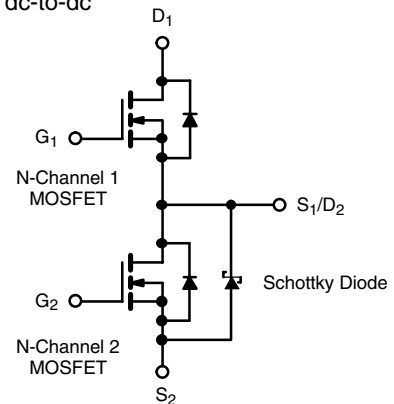 dc-to-dc
D1
G1
N-Channel 1
MOSFET
S1/D2
G2
Schottky Diode
N-Channel 2
MOSFET
S2